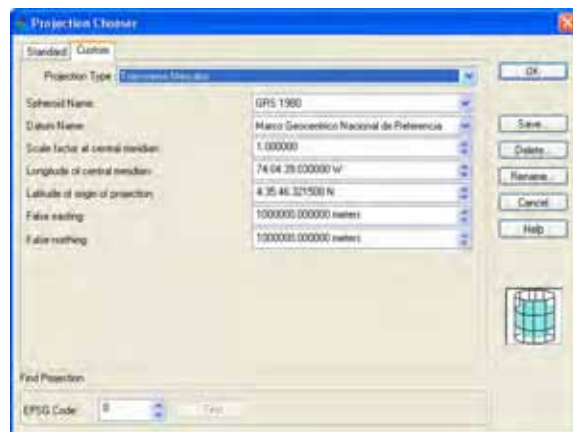 Projection Chooser
Standard Custom
Projection Type : Transverse Mercator
Spheroid Name: GRS 1980
Datum Name: Marco Geocentrico Nacional de Referencia
Scale factor at central meridian: 1.000000
Longitude of central meridian: 74:04:39.030000 W
Latitude of origin of projection: 4:35:46.321500 N
False easting: 1000000.000000 meters
False northing: 1000000.000000 meters
OK
Save...
Delete...
Rename...
Cancel
Help
Find Projection
EPSG Code: 0